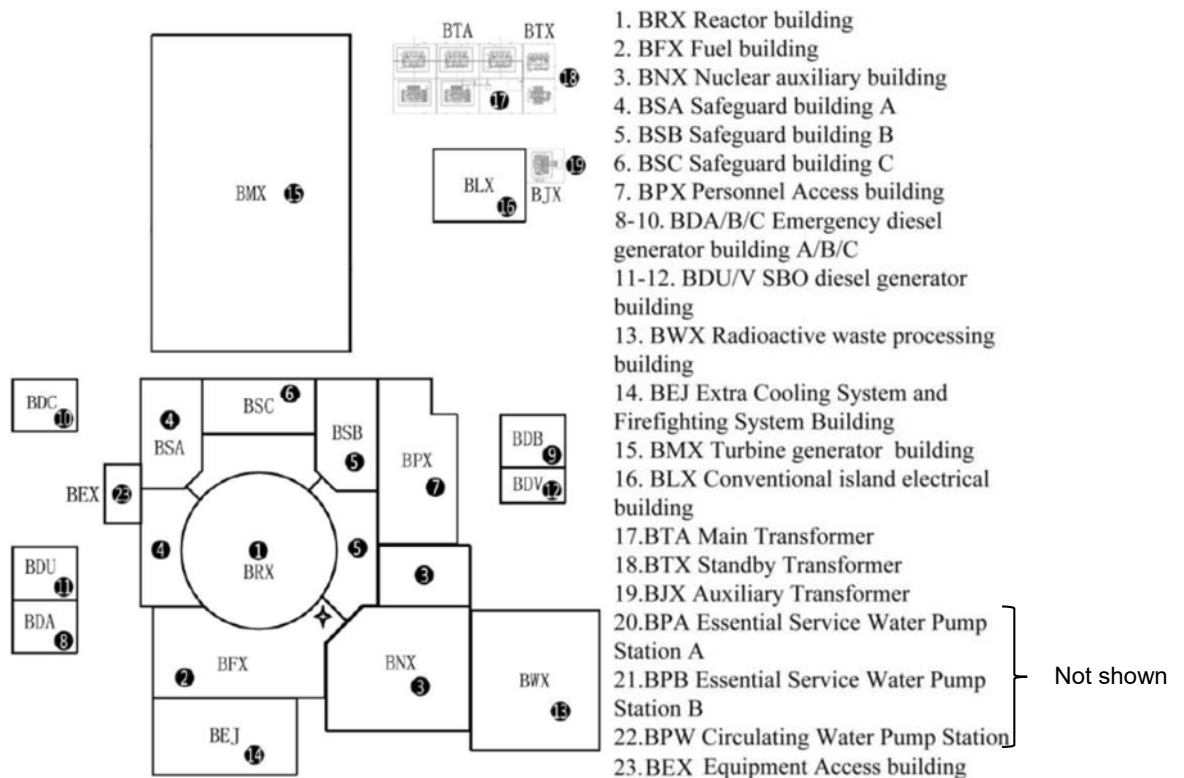 BTA BTX
18
17
BMX 15
BLX
16
19
BJX
BDC
10
4
BSA
BSC 6
BSB
5
BPX
7
BDB
9
BDV 12
BEX 23
4
1
BRX
5
3
BDU
11
BDA
8
BFX
2
BNX
3
BWX
13
BEJ
14
1. BRX Reactor building
2. BFX Fuel building
3. BNX Nuclear auxiliary building
4. BSA Safeguard building A
5. BSB Safeguard building B
6. BSC Safeguard building C
7. BPX Personnel Access building
8-10. BDA/B/C Emergency diesel
generator building A/B/C
11-12. BDU/V SBO diesel generator
building
13. BWX Radioactive waste processing
building
14. BEJ Extra Cooling System and
Firefighting System Building
15. BMX Turbine generator building
16. BLX Conventional island electrical
building
17.BTA Main Transformer
18.BTX Standby Transformer
19.BJX Auxiliary Transformer
20.BPA Essential Service Water Pump
Station A
21.BPB Essential Service Water Pump
Station B
22.BPW Circulating Water Pump Station
23.BEX Equipment Access building
Not shown